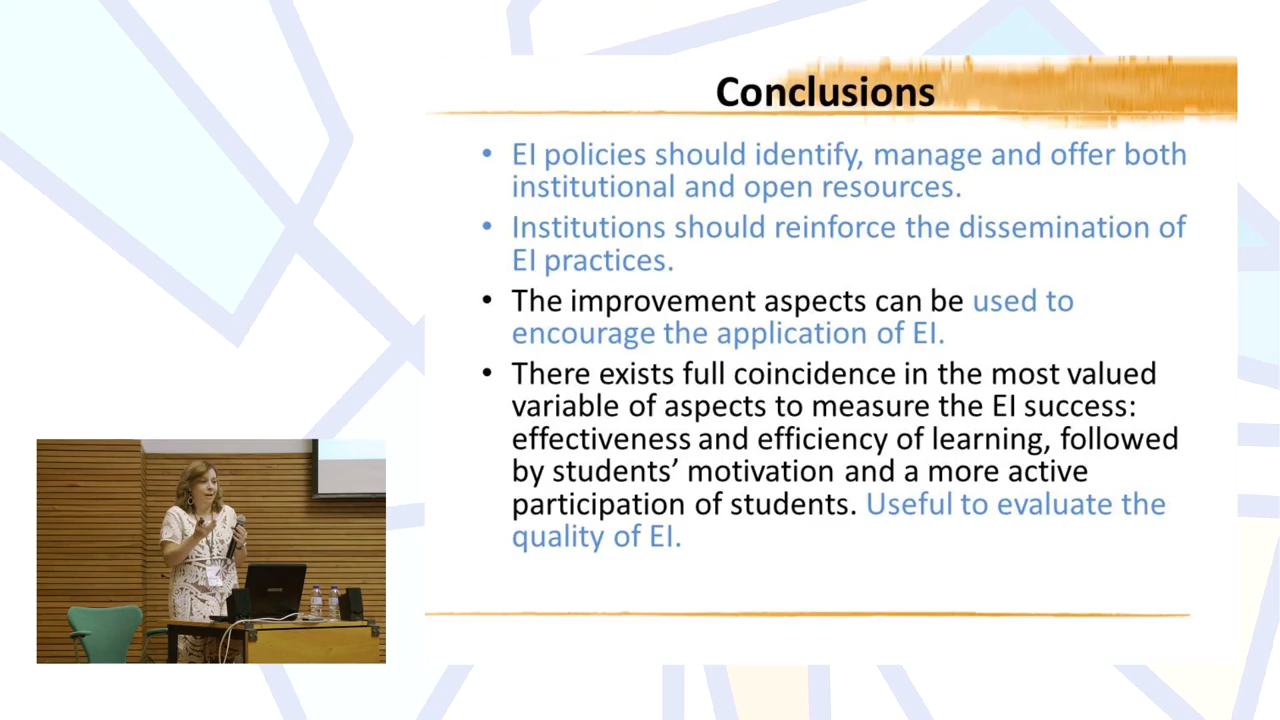 Conclusions
• EI policies should identify, manage and offer both
institutional and open resources.
• Institutions should reinforce the dissemination of
EI practices.
• The improvement aspects can be used to
encourage the application of EI.
• There exists full coincidence in the most valued
variable of aspects to measure the EI success:
effectiveness and efficiency of learning, followed
by students’ motivation and a more active
participation of students. Useful to evaluate the
quality of EI.